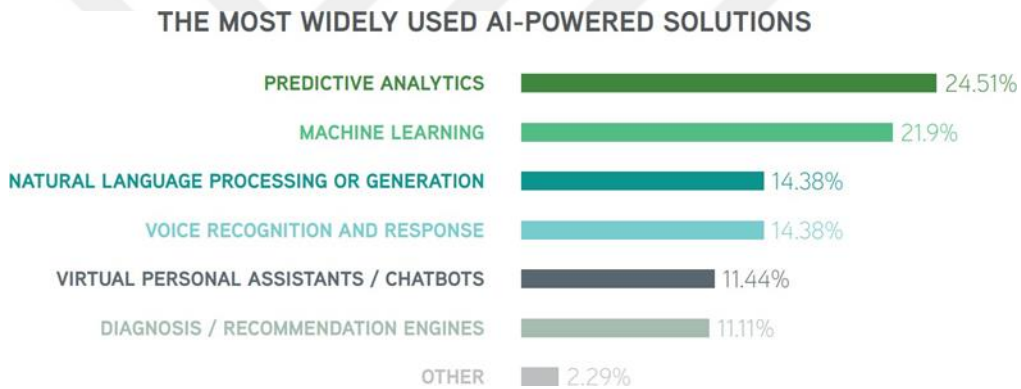 THE MOST WIDELY USED AI-POWERED SOLUTIONS
PREDICTIVE ANALYTICS 24.51%
MACHINE LEARNING 21.9%
NATURAL LANGUAGE PROCESSING OR GENERATION 14.38%
VOICE RECOGNITION AND RESPONSE 14.38%
VIRTUAL PERSONAL ASSISTANTS / CHATBOTS 11.44%
DIAGNOSIS / RECOMMENDATION ENGINES 11.11%
OTHER 2.29%